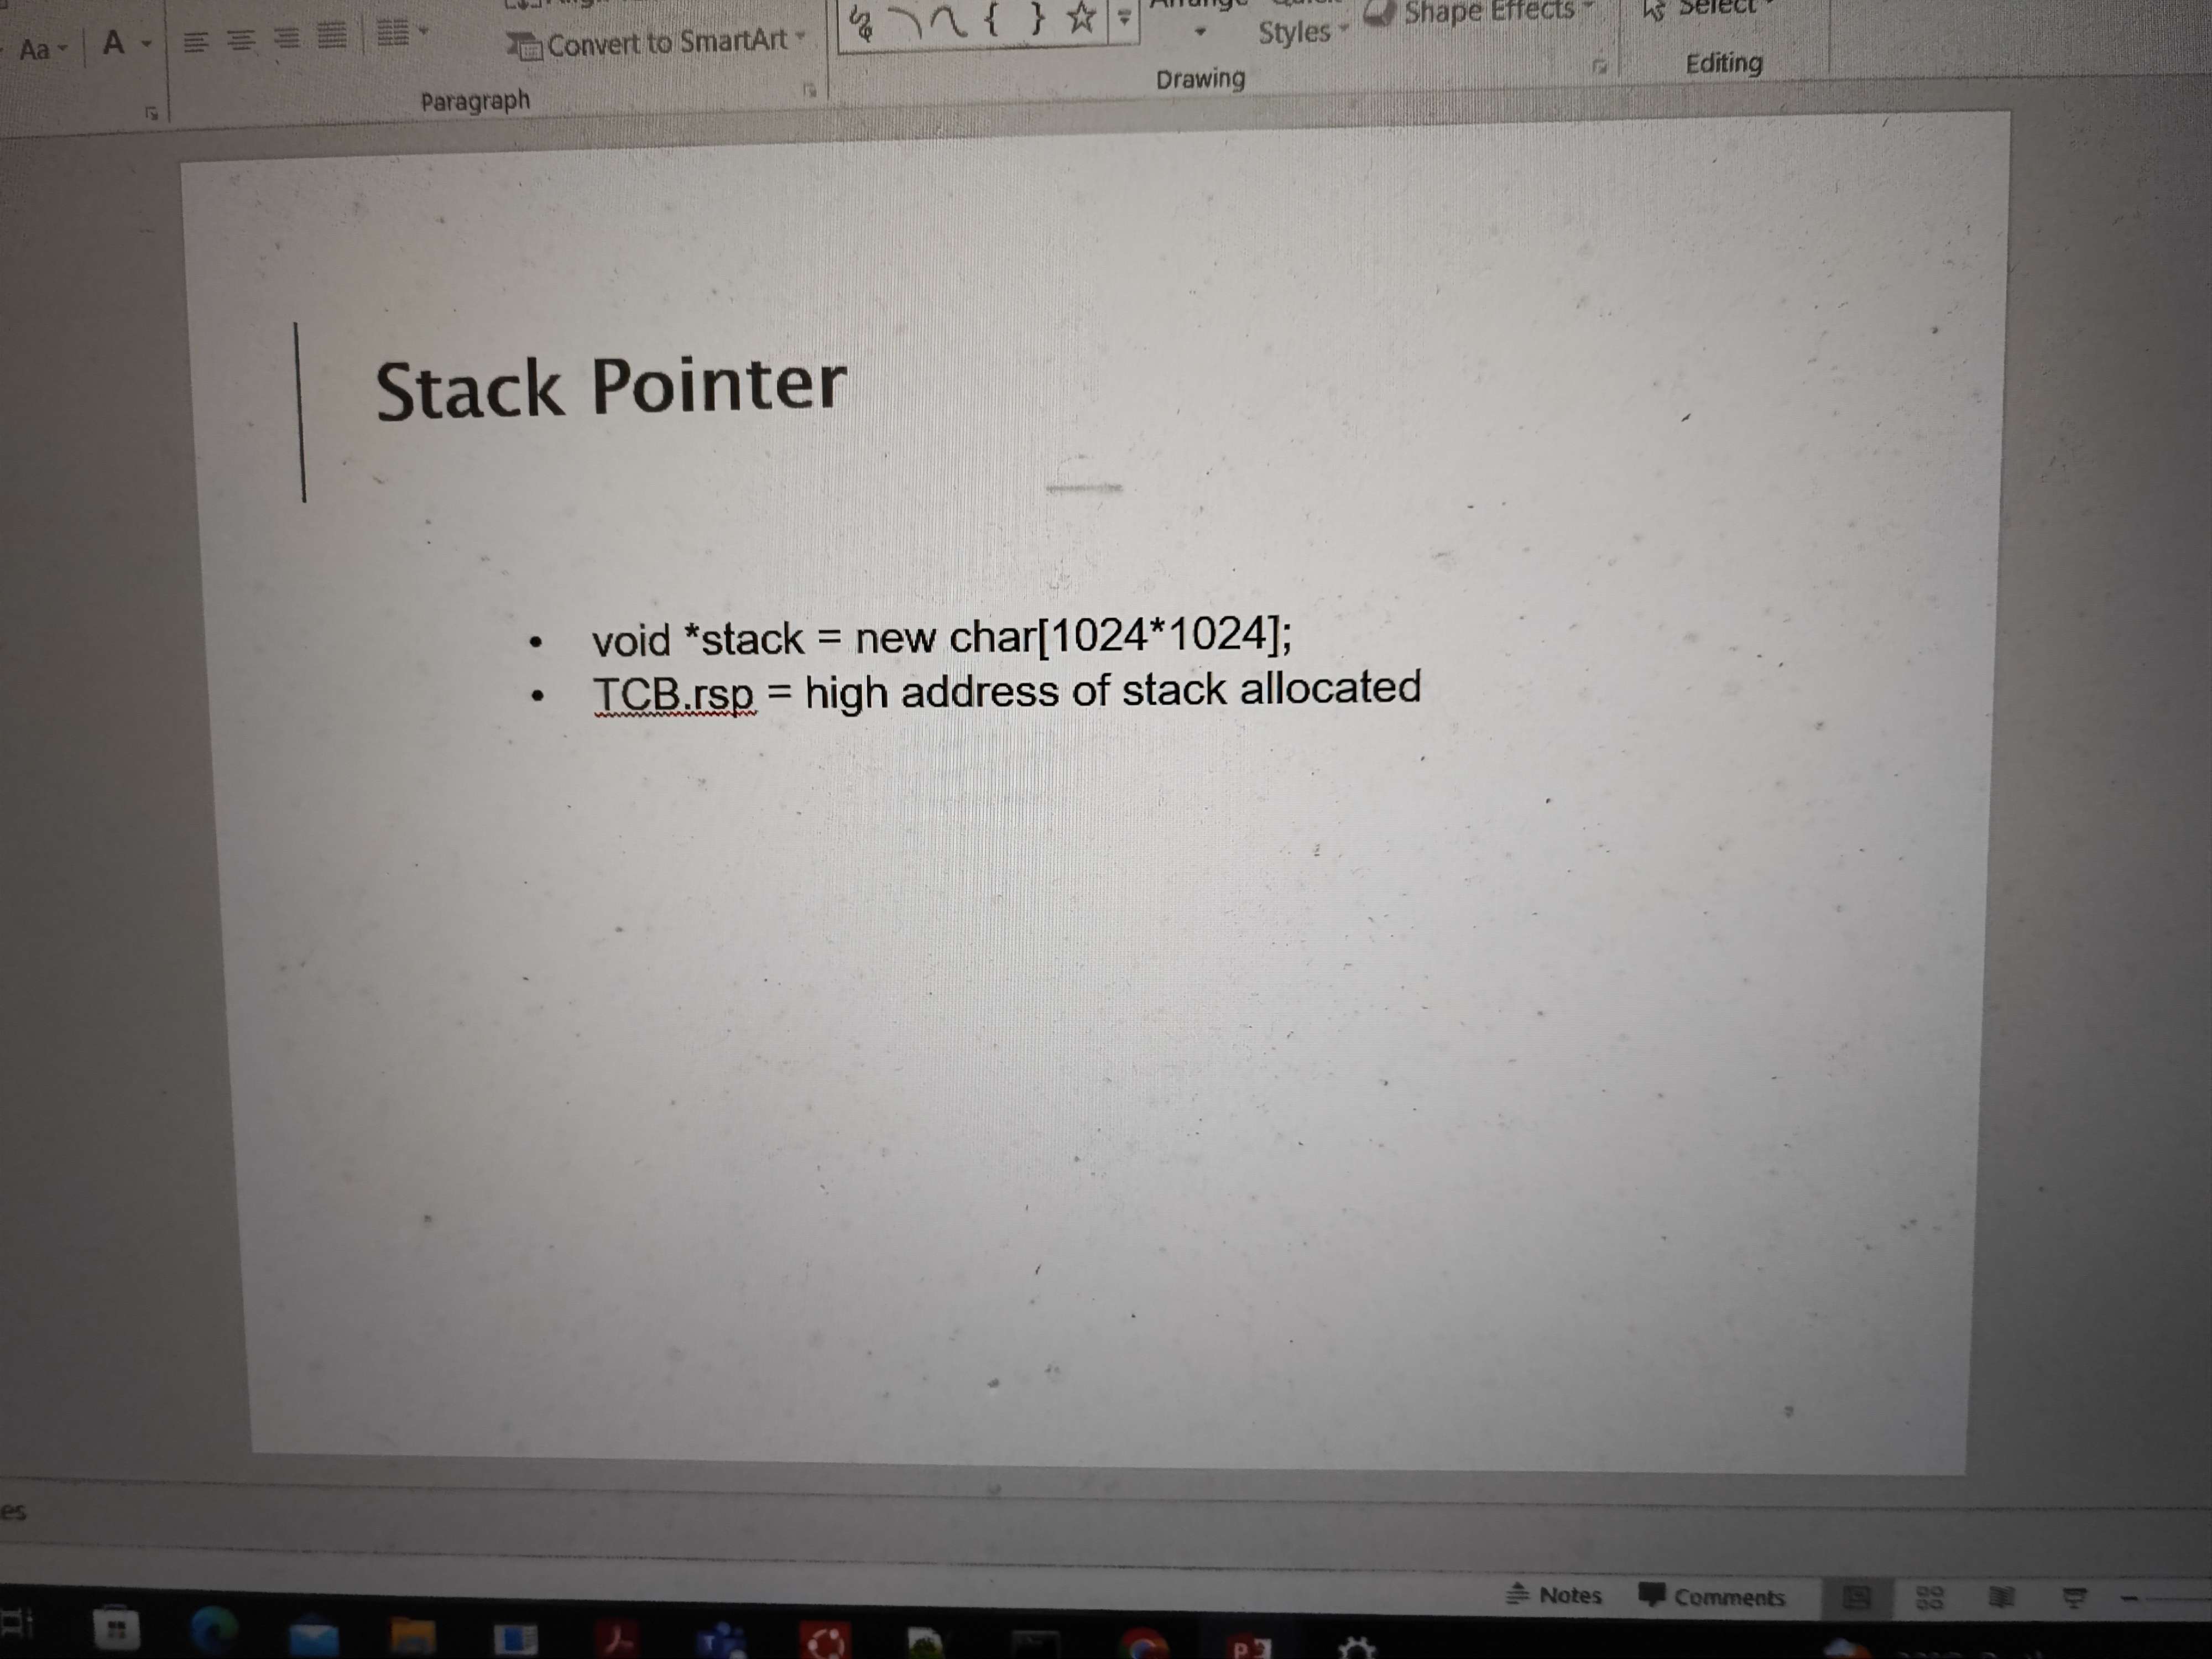 Aa
A
Convert to SmartArt
Paragraph
Styles
Shape Effects
Select
Drawing
Editing
Stack Pointer
• void *stack = new char[1024*1024];
• TCB.rsp = high address of stack allocated
es
Notes
Comments